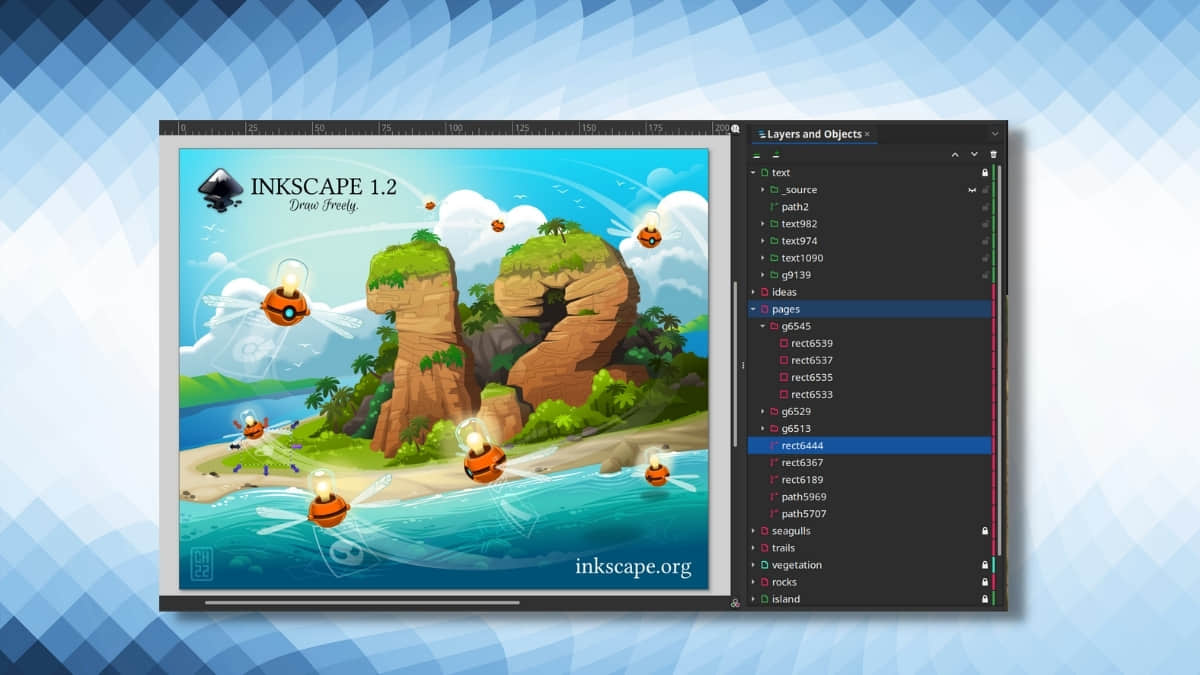 0 25 50 75 100 125 150 175 200
INKSCAPE 1.2
Draw Freely.
inkscape.org
CH
22
Layers and Objects ×
text
_source
path2
text982
text974
text1090
g9139
ideas
pages
g6545
rect6539
rect6537
rect6535
rect6533
g6529
g6513
rect6444
rect6367
rect6189
path5969
path5707
seagulls
trails
vegetation
rocks
island